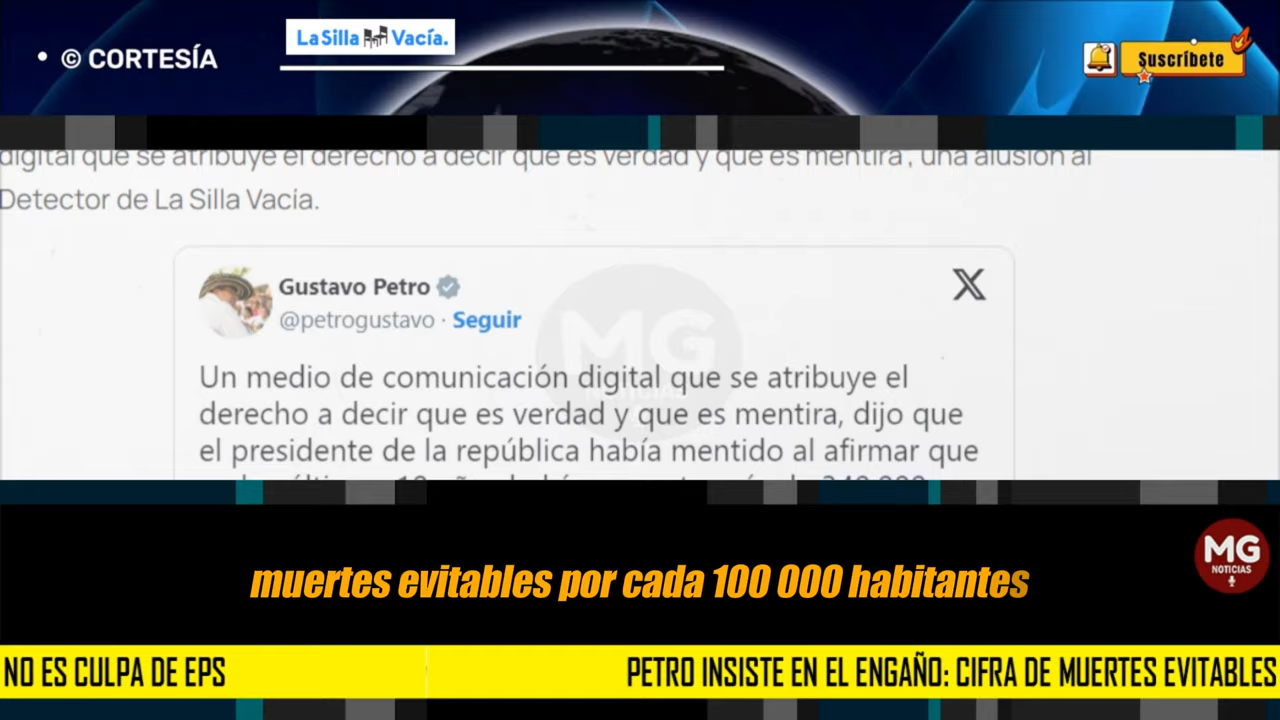 • © CORTESÍA
La Silla Vacía.
Suscríbete
digital que se atribuye el derecho a decir que es verdad y que es mentira", una alusión al
Detector de La Silla Vacía.
Gustavo Petro
@petrogustavo · Seguir
X
Un medio de comunicación digital que se atribuye el
derecho a decir que es verdad y que es mentira, dijo que
el presidente de la república había mentido al afirmar que
MG
NOTICIAS
muertes evitables por cada 100 000 habitantes
MG
NOTICIAS
NO ES CULPA DE EPS
PETRO INSISTE EN EL ENGAÑO: CIFRA DE MUERTES EVITABLES